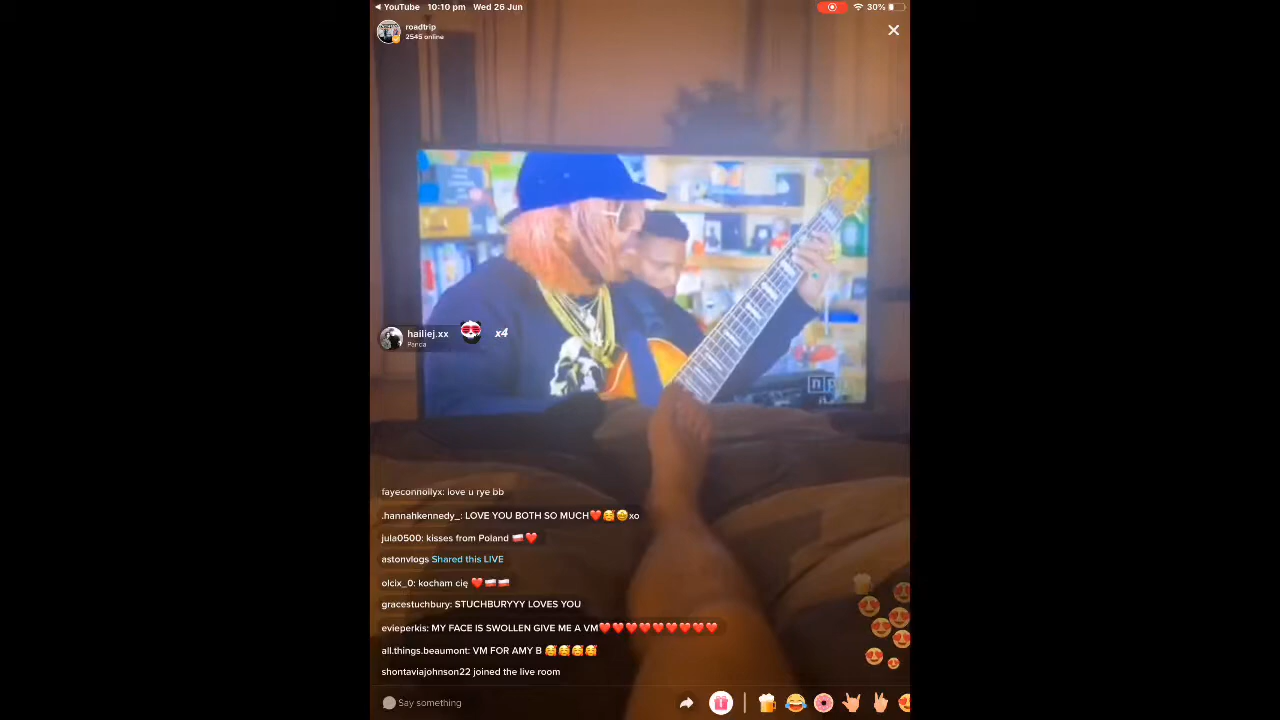 YouTube 10:10 pm Wed 26 Jun 30%
roadtrip
2545 online
hailiej.xx x4
Panda
npr
fayeconnollyx: iove u rye bb
.hannahkennedy_: LOVE YOU BOTH SO MUCH❤️🥰🤩xo
jula0500: kisses from Poland 🇵🇱❤️
astonvlogs Shared this LIVE
olcix_0: kocham cię ❤️🇵🇱🇵🇱
gracestuchbury: STUCHBURYYY LOVES YOU
evieperkis: MY FACE IS SWOLLEN GIVE ME A VM❤️❤️❤️❤️❤️❤️❤️❤️❤️
all.things.beaumont: VM FOR AMY B 🥰🥰🥰🥰
shontaviajohnson22 joined the live room
Say something